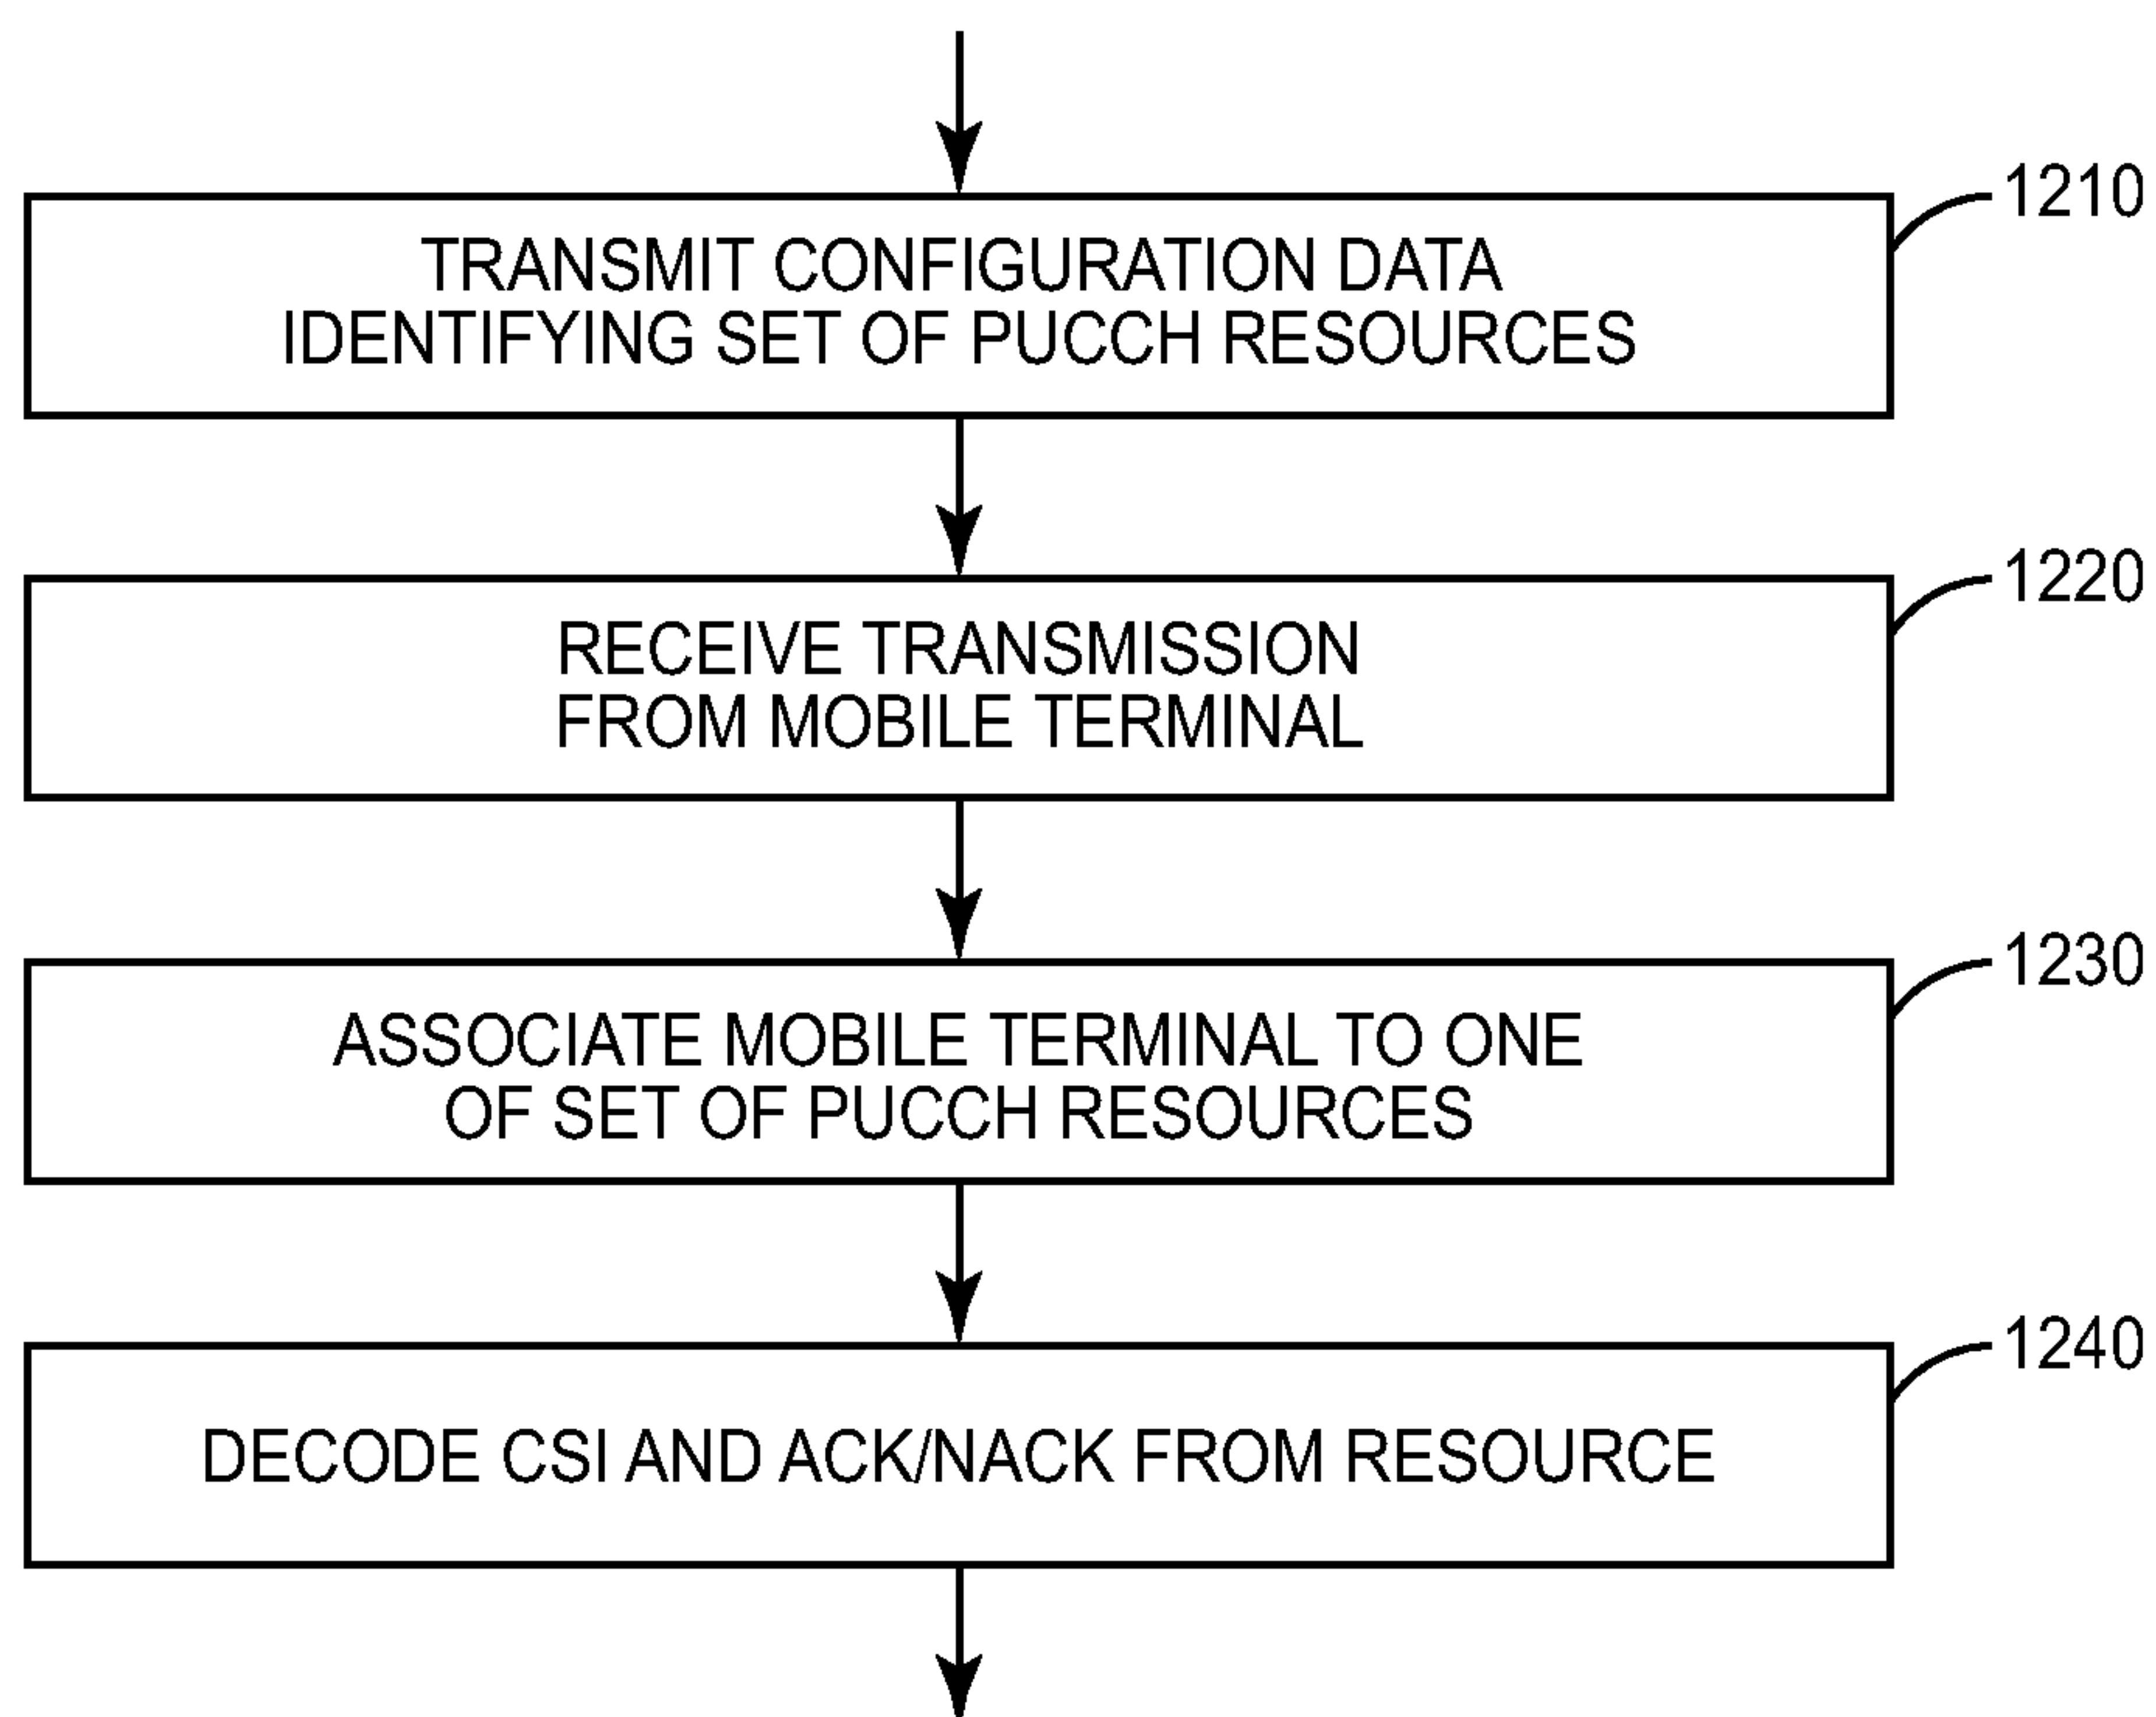 1210
TRANSMIT CONFIGURATION DATA
IDENTIFYING SET OF PUCCH RESOURCES
1220
RECEIVE TRANSMISSION
FROM MOBILE TERMINAL
1230
ASSOCIATE MOBILE TERMINAL TO ONE
OF SET OF PUCCH RESOURCES
1240
DECODE CSI AND ACK/NACK FROM RESOURCE